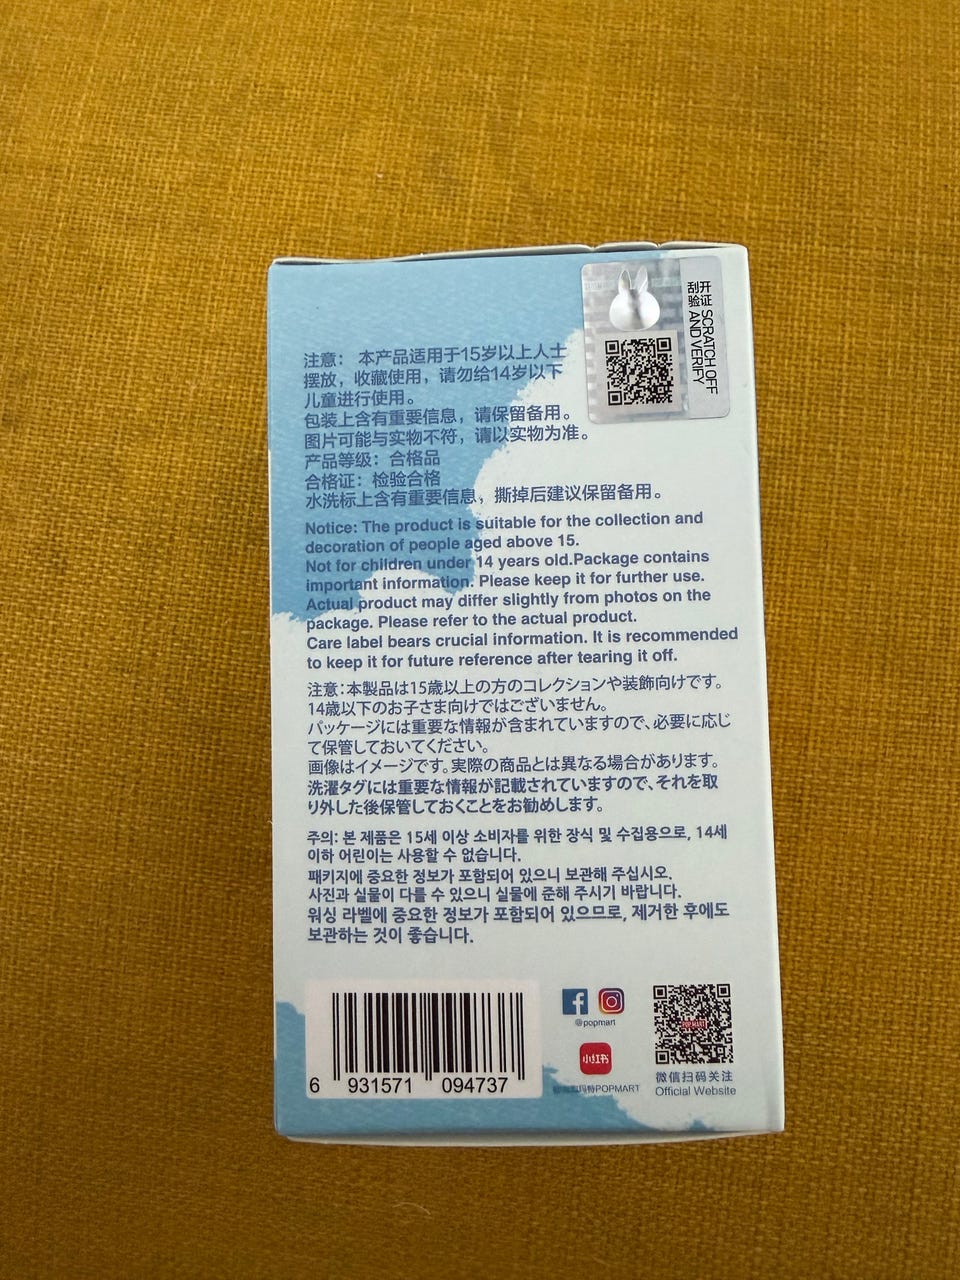 开证 SCRATCH OFF
刮验 AND VERIFY
注意： 本产品适用于15岁以上人士
摆放，收藏使用，请勿给14岁以下
儿童进行使用。
包装上含有重要信息，请保留备用。
图片可能与实物不符，请以实物为准。
产品等级：合格品
合格证：检验合格
水洗标上含有重要信息，撕掉后建议保留备用。
Notice: The product is suitable for the collection and
decoration of people aged above 15.
Not for children under 14 years old.Package contains
important information. Please keep it for further use.
Actual product may differ slightly from photos on the
package. Please refer to the actual product.
Care label bears crucial information. It is recommended
to keep it for future reference after tearing it off.
注意：本製品は15歳以上の方のコレクションや装飾向けです。
14歳以下のお子さま向けではございません。
パッケージには重要な情報が含まれていますので、必要に応じ
て保管しておいてください。
画像はイメージです。実際の商品とは異なる場合があります。
洗濯タグには重要な情報が記載されていますので、それを取
り外した後保管しておくことをお勧めします。
주의: 본 제품은 15세 이상 소비자를 위한 장식 및 수집용으로, 14세
이하 어린이는 사용할 수 없습니다.
패키지에 중요한 정보가 포함되어 있으니 보관해 주십시오.
사진과 실물이 다를 수 있으니 실물에 준해 주시기 바랍니다.
워싱 라벨에 중요한 정보가 포함되어 있으므로, 제거한 후에도
보관하는 것이 좋습니다.
6 931571 094737
@popmart
小红书
玛特POPMART
POP MART
微信扫码关注
Official Website